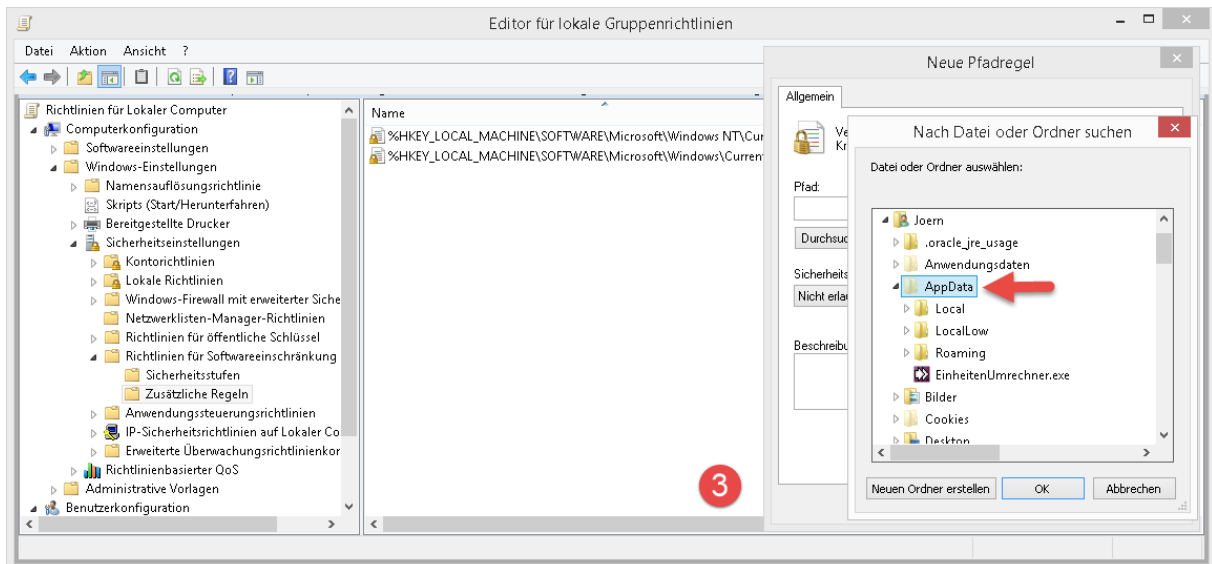 Editor für lokale Gruppenrichtlinien
Datei Aktion Ansicht ?
Richtlinien für Lokaler Computer
Computerkonfiguration
Softwareeinstellungen
Windows-Einstellungen
Namensauflösungsrichtlinie
Skripts (Start/Herunterfahren)
Bereitgestellte Drucker
Sicherheitseinstellungen
Kontorichtlinien
Lokale Richtlinien
Windows-Firewall mit erweiterter Siche
Netzwerklisten-Manager-Richtlinien
Richtlinien für öffentliche Schlüssel
Richtlinien für Softwareeinschränkung
Sicherheitsstufen
Zusätzliche Regeln
Anwendungssteuerungsrichtlinien
IP-Sicherheitsrichtlinien auf Lokaler Co
Erweiterte Überwachungsrichtlinienkor
Richtlinienbasierter QoS
Administrative Vorlagen
Benutzerkonfiguration
Name
%HKEY_LOCAL_MACHINE\SOFTWARE\Microsoft\Windows NT\Cur
%HKEY_LOCAL_MACHINE\SOFTWARE\Microsoft\Windows\Curren
3
Neue Pfadregel
Allgemein
Ve
Kr
Pfad:
Durchsuc
Sicherheits
Nicht erla
Beschreibu
Nach Datei oder Ordner suchen
Datei oder Ordner auswählen:
Joern
.oracle_jre_usage
Anwendungsdaten
AppData
Local
LocalLow
Roaming
EinheitenUmrechner.exe
Bilder
Cookies
Desktop
Neuen Ordner erstellen OK Abbrechen